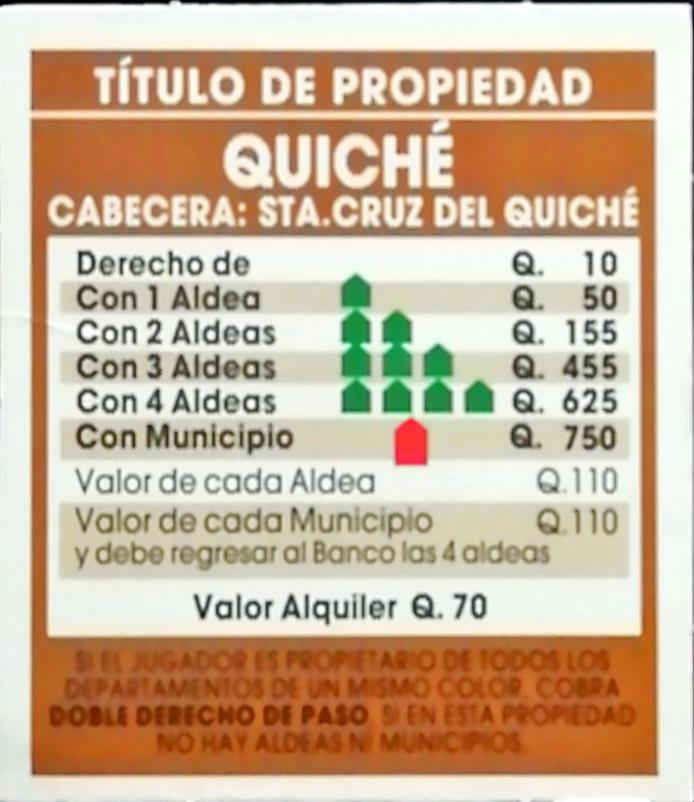 TÍTULO DE PROPIEDAD
QUICHÉ
CABECERA: STA.CRUZ DEL QUICHÉ
Derecho de Q. 10
Con 1 Aldea Q. 50
Con 2 Aldeas Q. 155
Con 3 Aldeas Q. 455
Con 4 Aldeas Q. 625
Con Municipio Q. 750
Valor de cada Aldea Q.110
Valor de cada Municipio Q.110
y debe regresar al Banco las 4 aldeas
Valor Alquiler Q. 70
SI EL JUGADOR ES PROPIETARIO DE TODOS LOS
DEPARTAMENTOS DE UN MISMO COLOR, COBRA
DOBLE DERECHO DE PASO, SI EN ESTA PROPIEDAD
NO HAY ALDEAS NI MUNICIPIOS.